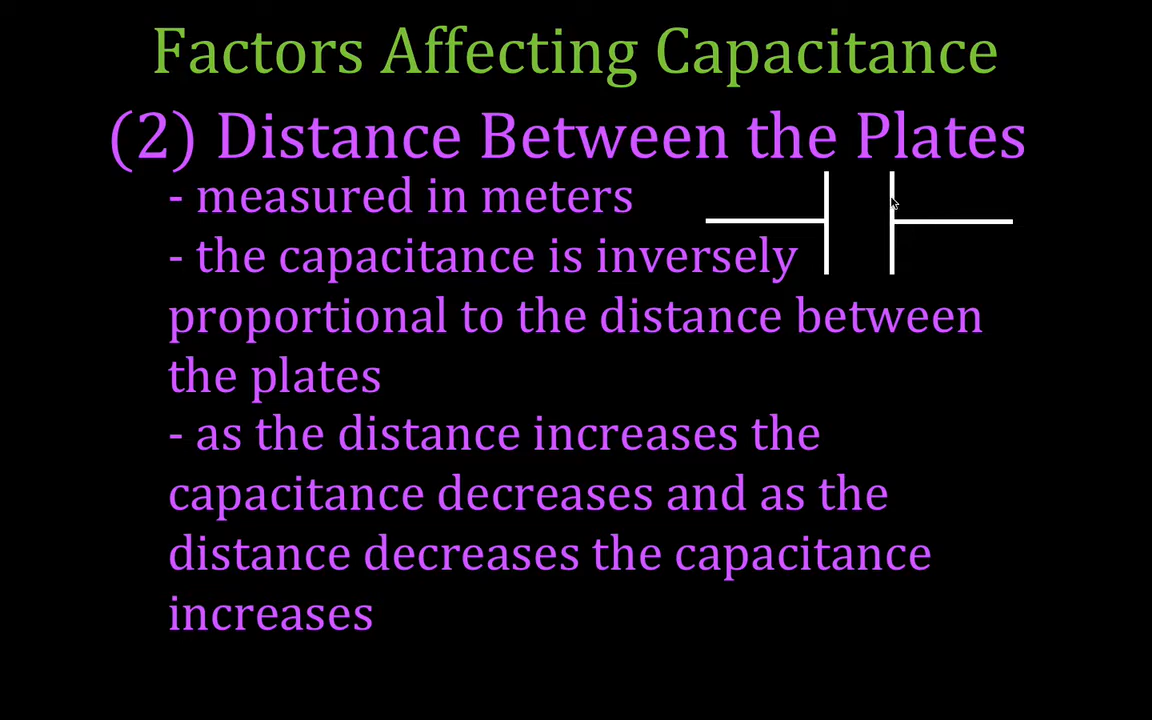 Factors Affecting Capacitance
(2) Distance Between the Plates
- measured in meters
- the capacitance is inversely
proportional to the distance between
the plates
- as the distance increases the
capacitance decreases and as the
distance decreases the capacitance
increases